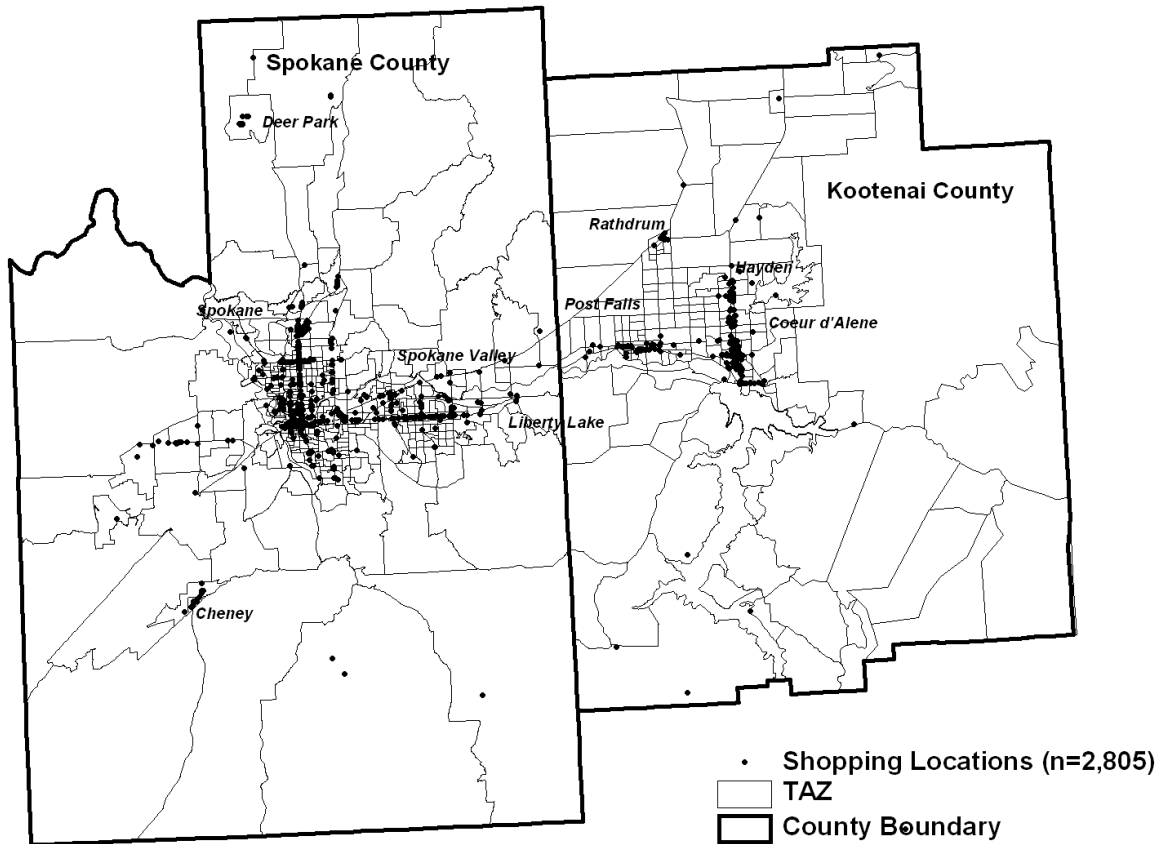 Spokane County
Deer Park
Kootenai County
Rathdrum
Hayden
Spokane
Post Falls
Coeur d'Alene
Spokane Valley
Liberty Lake
Cheney
Shopping Locations (n=2,805)
TAZ
County Boundary